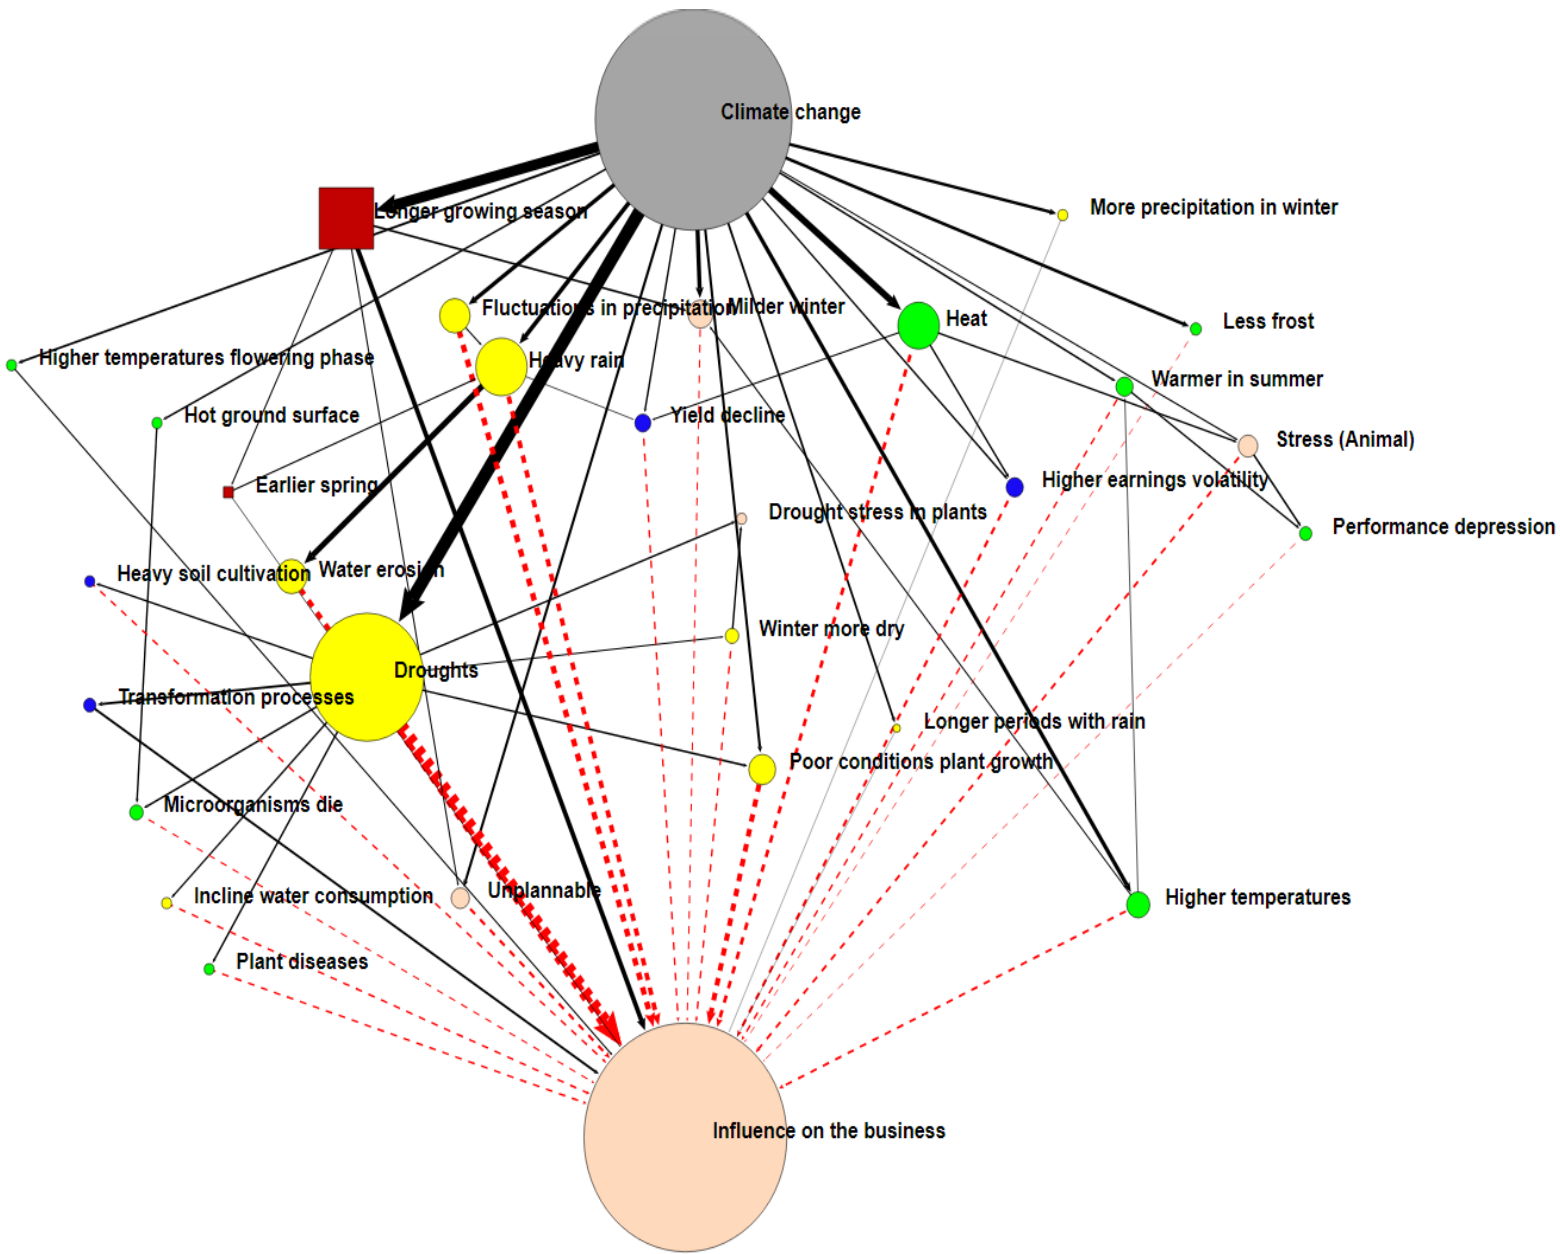 Climate change
Longer growing season
More precipitation in winter
Fluctuations in precipitation
Milder winter
Heat
Less frost
Higher temperatures flowering phase
Heavy rain
Warmer in summer
Hot ground surface
Yield decline
Stress (Animal)
Earlier spring
Higher earnings volatility
Drought stress in plants
Performance depression
Heavy soil cultivation
Water erosion
Winter more dry
Droughts
Transformation processes
Longer periods with rain
Poor conditions plant growth
Microorganisms die
Incline water consumption
Unplannable
Higher temperatures
Plant diseases
Influence on the business